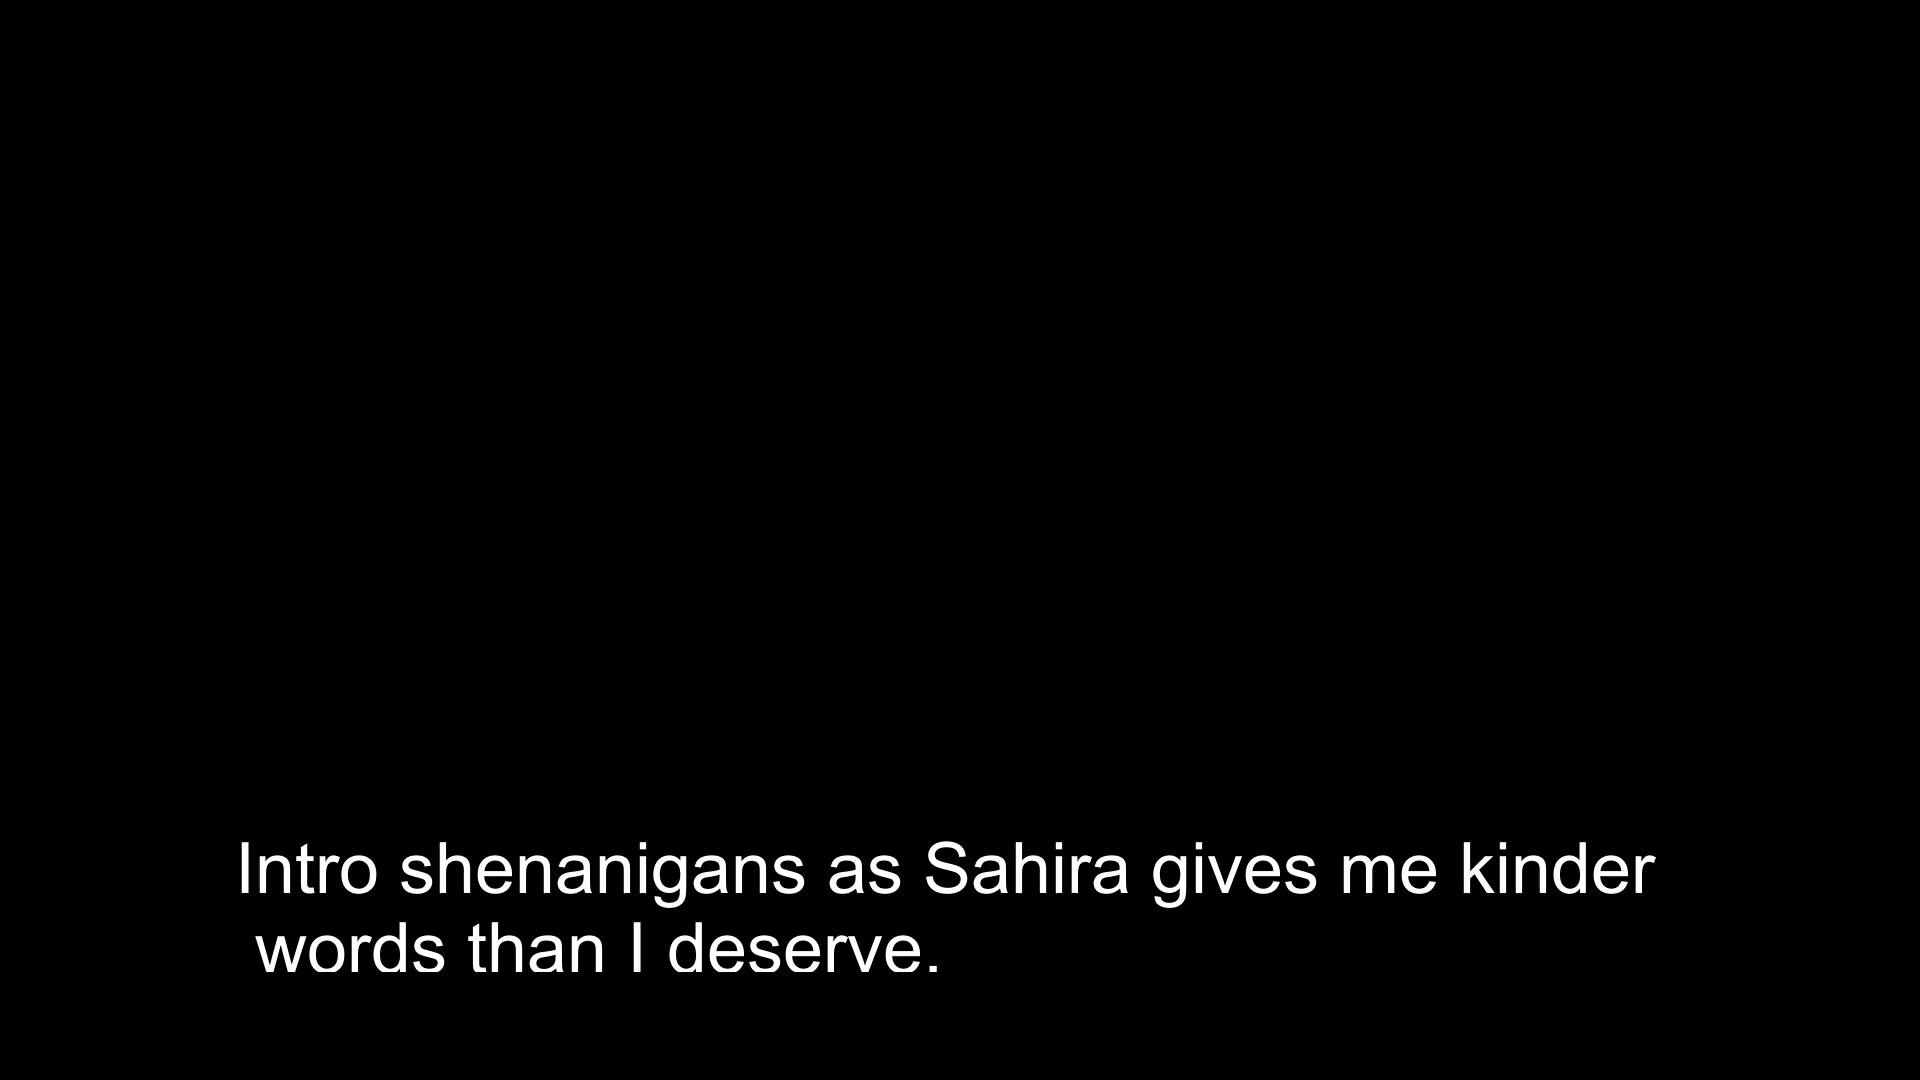 Intro shenanigans as Sahira gives me kinder
words than I deserve.